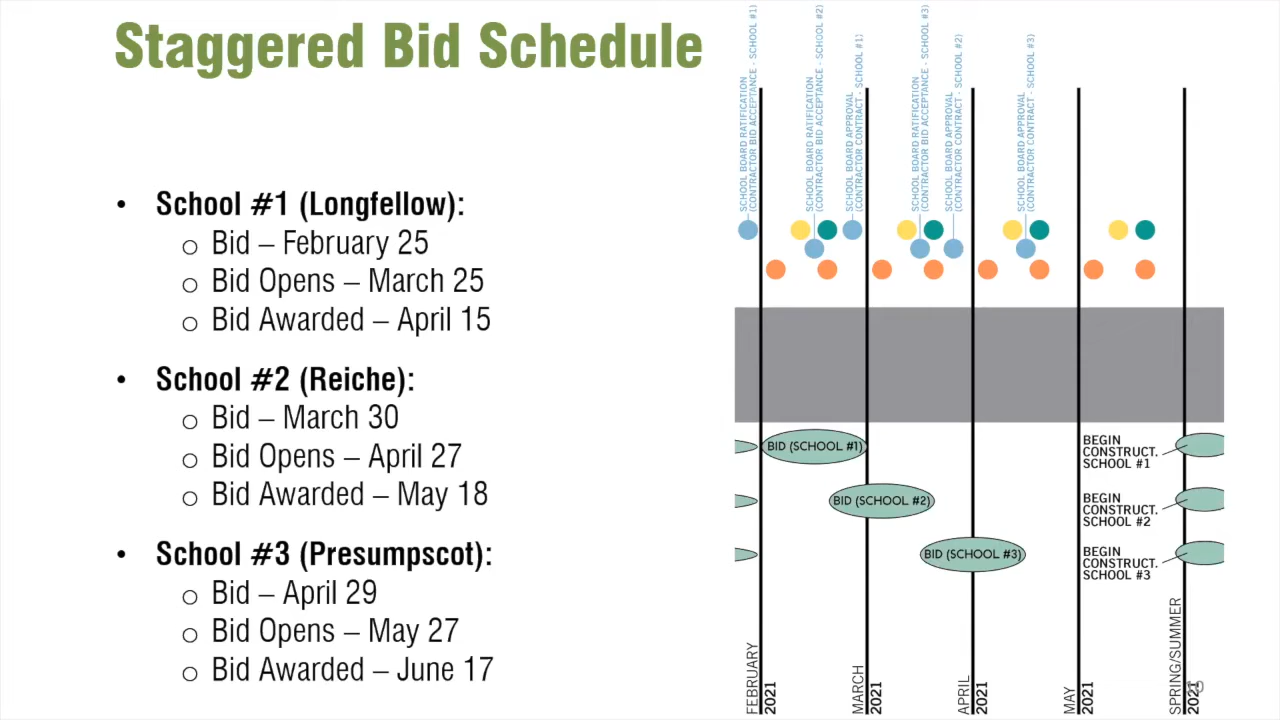 Staggered Bid Schedule
• School #1 (Longfellow):
o Bid – February 25
o Bid Opens – March 25
o Bid Awarded – April 15
• School #2 (Reiche):
o Bid – March 30
o Bid Opens – April 27
o Bid Awarded – May 18
• School #3 (Presumpscot):
o Bid – April 29
o Bid Opens – May 27
o Bid Awarded – June 17
SCHOOL BOARD RATIFICATION
(CONTRACTOR BID ACCEPTANCE - SCHOOL #1)
SCHOOL BOARD RATIFICATION
(CONTRACTOR BID ACCEPTANCE - SCHOOL #2)
SCHOOL BOARD APPROVAL
(CONTRACTOR CONTRACT - SCHOOL #1)
SCHOOL BOARD RATIFICATION
(CONTRACTOR BID ACCEPTANCE - SCHOOL #3)
SCHOOL BOARD APPROVAL
(CONTRACTOR CONTRACT - SCHOOL #2)
SCHOOL BOARD APPROVAL
(CONTRACTOR CONTRACT - SCHOOL #3)
BID (SCHOOL #1)
BEGIN
CONSTRUCT.
SCHOOL #1
BID (SCHOOL #2)
BEGIN
CONSTRUCT.
SCHOOL #2
BID (SCHOOL #3)
BEGIN
CONSTRUCT.
SCHOOL #3
FEBRUARY
2021
MARCH
2021
APRIL
2021
MAY
2021
SPRING/SUMMER
2021
10